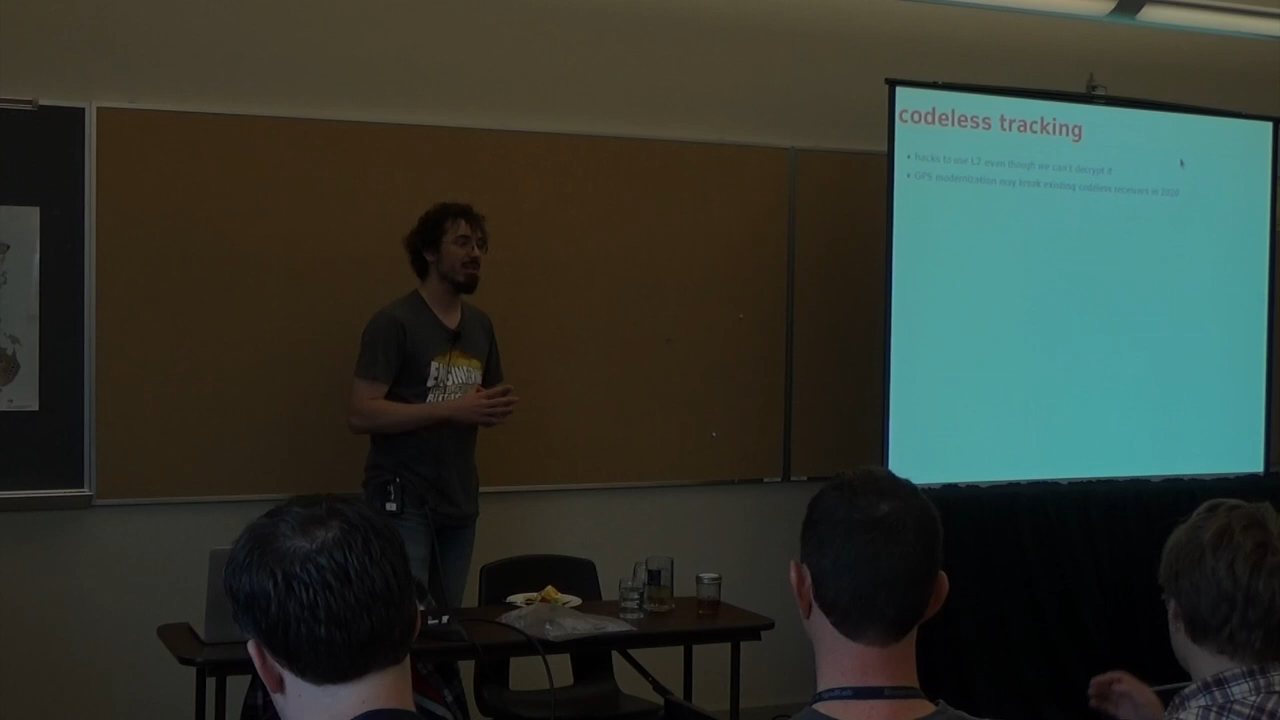 codeless tracking
• hacks to use L2 even though we can't decrypt it
• GPS modernization may break existing codeless receivers in 2020